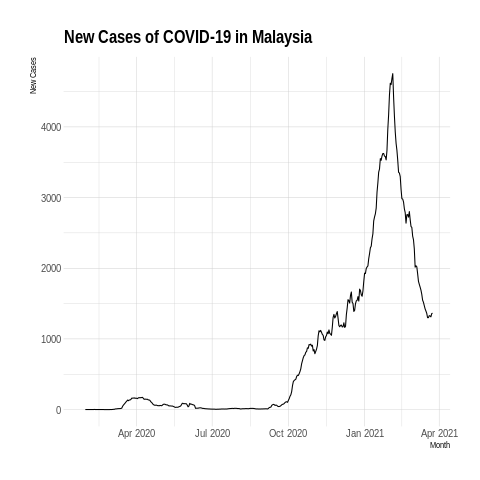 New Cases of COVID-19 in Malaysia
New Cases
4000
3000
2000
1000
0
Apr 2020 Jul 2020 Oct 2020 Jan 2021 Apr 2021
Month